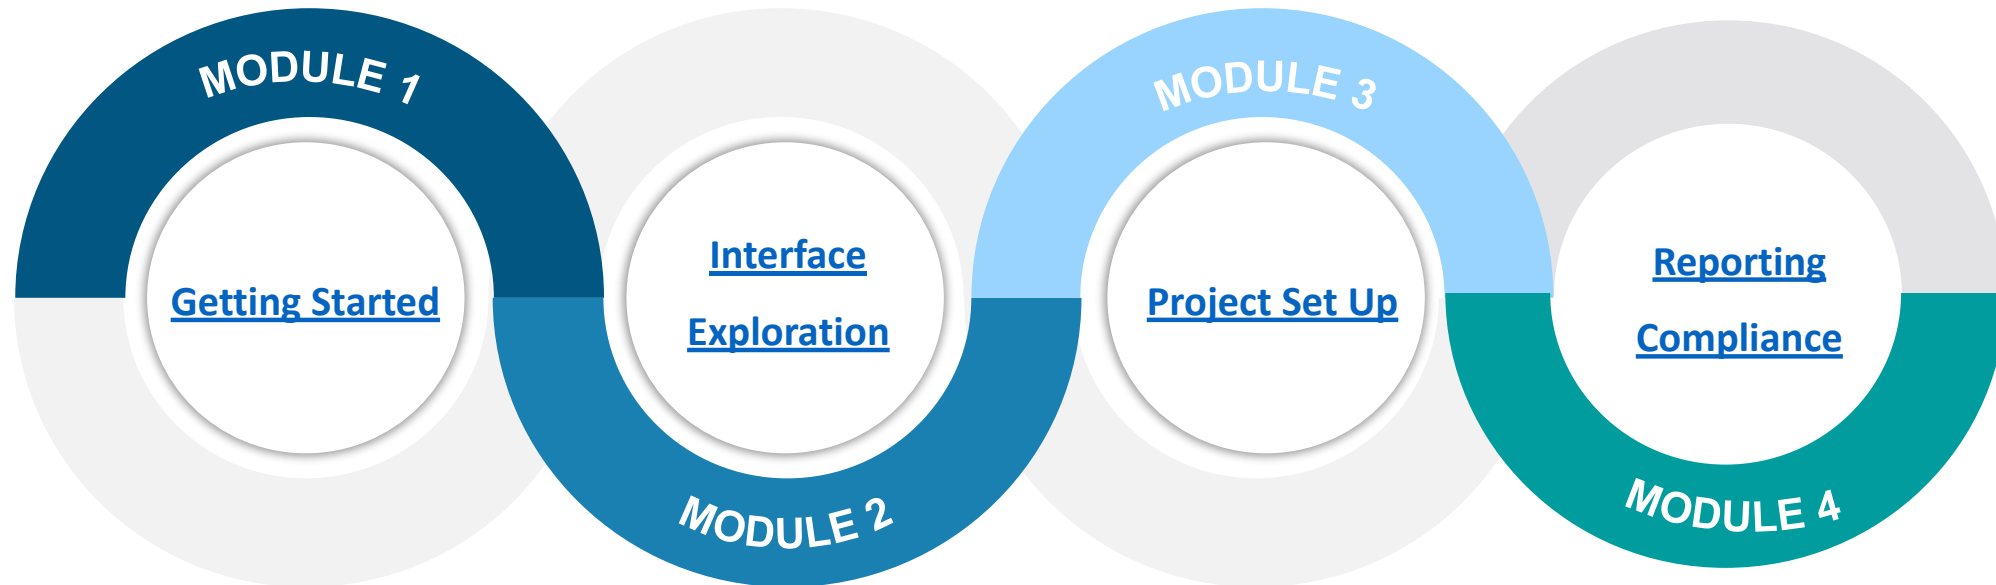 MODULE 1
Getting Started
Interface
Exploration
MODULE 2
MODULE 3
Project Set Up
Reporting
Compliance
MODULE 4